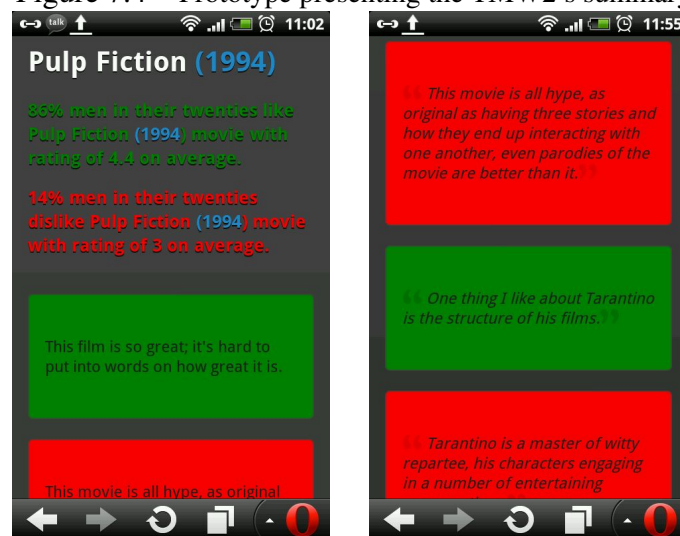 Figure 7.4 – Prototype presenting the TMW2's summary
talk
11:02
Pulp Fiction (1994)
86% men in their twenties like
Pulp Fiction (1994) movie with
rating of 4.4 on average.
14% men in their twenties
dislike Pulp Fiction (1994) movie
with rating of 3 on average.
This film is so great; it's hard to
put into words on how great it is.
This movie is all hype, as original
11:55
“ This movie is all hype, as
original as having three stories and
how they end up interacting with
one another, even parodies of the
movie are better than it.”
“ One thing I like about Tarantino
is the structure of his films.”
“ Tarantino is a master of witty
repartee, his characters engaging
in a number of entertaining